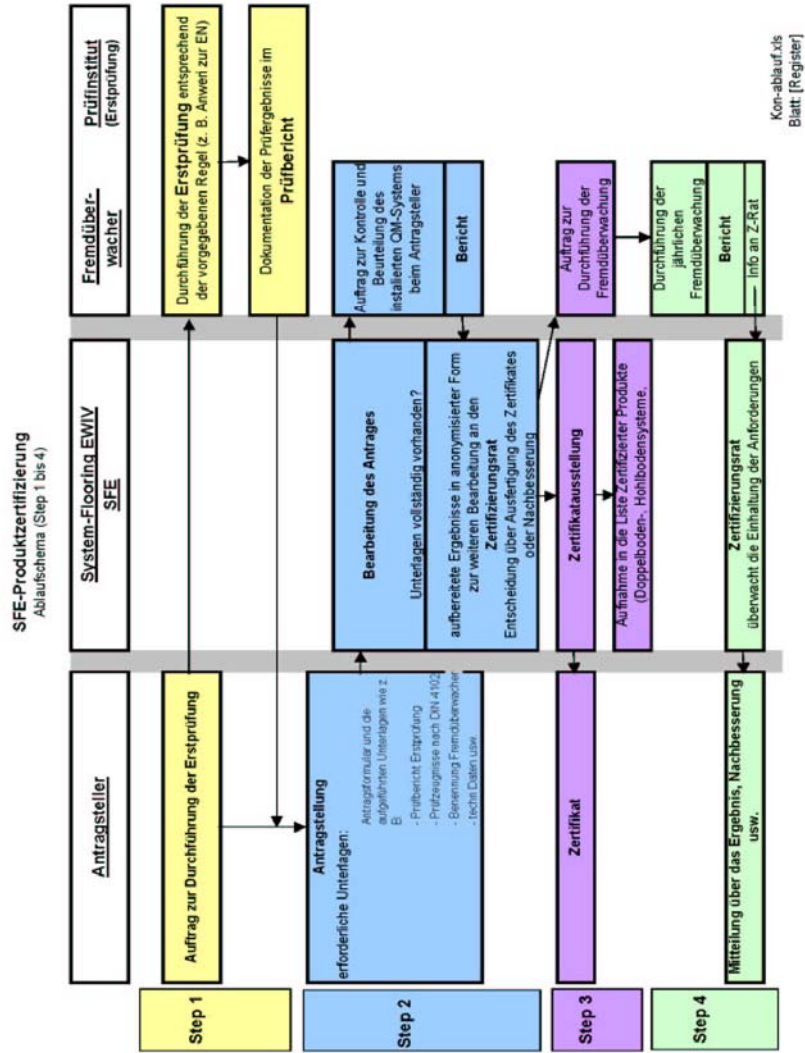 SFE-Produktzertifizierung
Ablaufschema (Step 1 bis 4)
Antragsteller
System-Flooring EWIV
SFE
Fremdüber-
wacher
Prüfinstitut
(Erstprüfung)
Step 1
Auftrag zur Durchführung der Erstprüfung
Durchführung der Erstprüfung entsprechend
der vorgegebenen Regel (z. B. Anweri zur EN)
Dokumentation der Prüfergebnisse im
Prüfbericht
Step 2
Antragstellung
erforderliche Unterlagen:
Antragsformular und die
aufgeführten Unterlagen wie z.
B:
- Prüfbericht Erstprüfung
- Prüfzeugnisse nach DIN 4102
- Benennung Fremdüberwacher
- techn Daten usw.
Bearbeitung des Antrages
Unterlagen vollständig vorhanden?
aufbereitete Ergebnisse in anonymisierter Form
zur weiteren Bearbeitung an den
Zertifizierungsrat
Entscheidung über Ausfertigung des Zertifikates
oder Nachbesserung
Auftrag zur Kontrolle und
Beurteilung des
instalierten QM-Systems
beim Antragsteller
Bericht
Step 3
Zertifikat
Zertifikatausstellung
Aufnahme in die Liste Zertifizierter Produkte
(Doppelboden-, Hohlbodensysteme,
Auftrag zur
Durchführung der
Fremdüberwachung
Step 4
Mitteilung über das Ergebnis, Nachbesserung
usw.
Zertifizierungsrat
überwacht die Einhaltung der Anforderungen
Durchführung der
jährlichen
Fremdüberwachung
Bericht
Info an Z-Rat
Kon-ablauf.xls
Blatt: [Register]